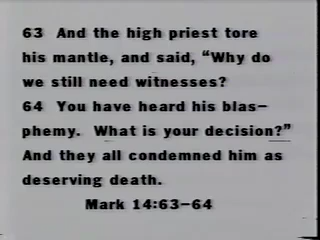 63 And the high priest tore
his mantle, and said, “Why do
we still need witnesses?
64 You have heard his blas-
phemy. What is your decision?”
And they all condemned him as
deserving death.
Mark 14:63-64